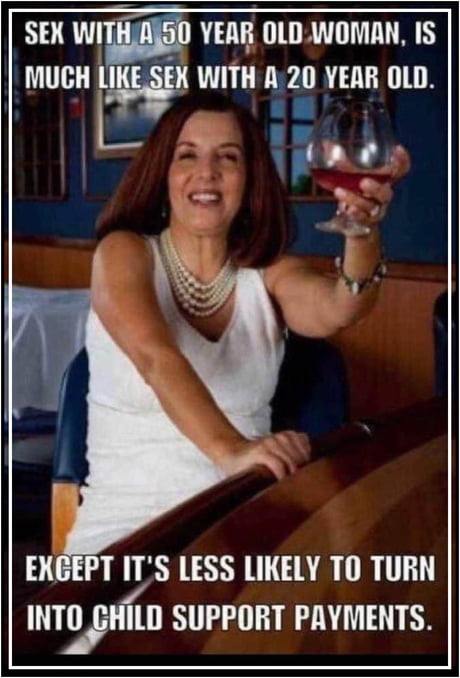 SEX WITH A 50 YEAR OLD WOMAN, IS
MUCH LIKE SEX WITH A 20 YEAR OLD.
EXCEPT IT'S LESS LIKELY TO TURN
INTO CHILD SUPPORT PAYMENTS.